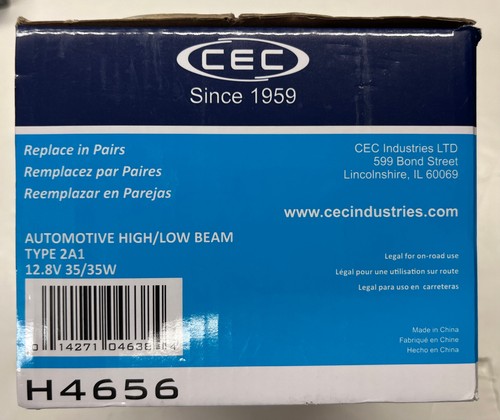 CEC
Since 1959
Replace in Pairs
Remplacez par Paires
Reemplazar en Parejas
CEC Industries LTD
599 Bond Street
Lincolnshire, IL 60069
www.cecindustries.com
AUTOMOTIVE HIGH/LOW BEAM
TYPE 2A1
12.8V 35/35W
Legal for on-road use
Légal pour une utilisation sur route
Legal para uso en carreteras
0 14271 04638 04
Made in China
Fabriqué en Chine
Hecho en China
H4656